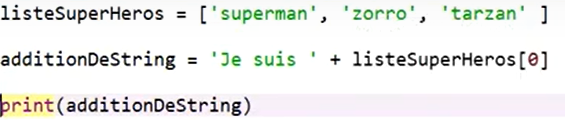 listeSuperHeros = ['superman', 'zorro', 'tarzan' ]
additionDeString = 'Je suis ' + listeSuperHeros[0]
print(additionDeString)